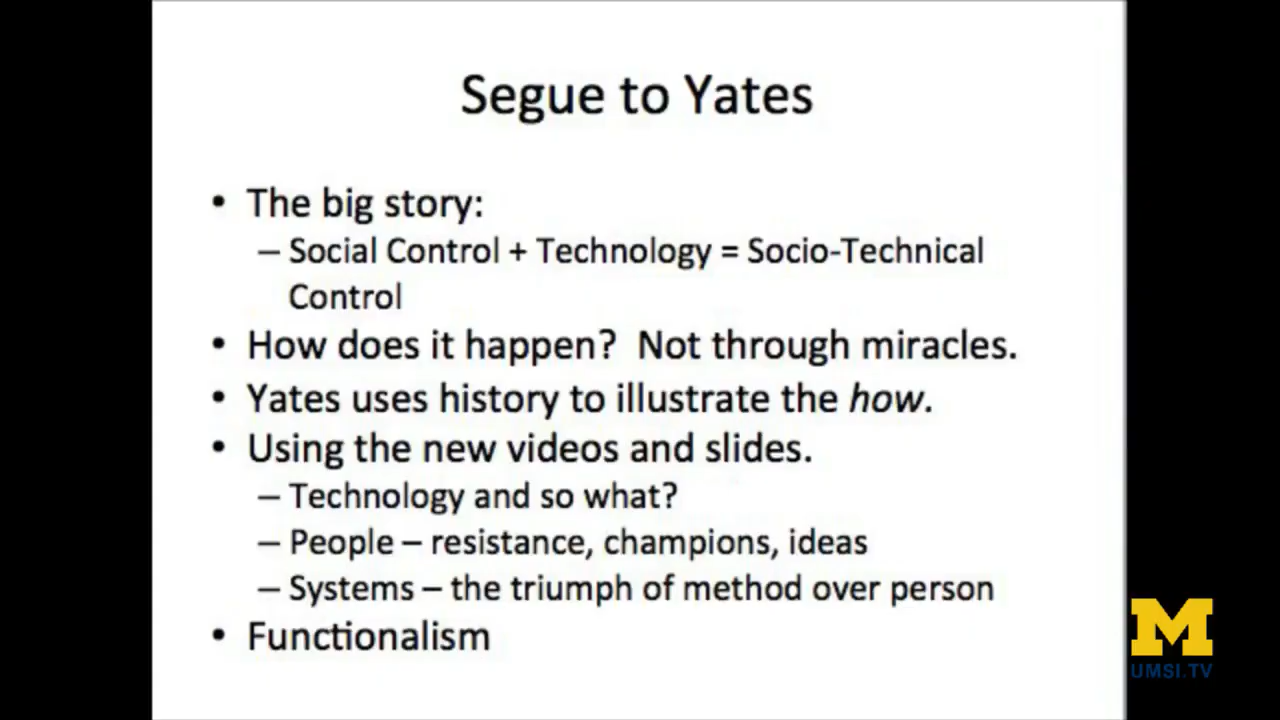 Segue to Yates
• The big story:
– Social Control + Technology = Socio-Technical
Control
• How does it happen?  Not through miracles.
• Yates uses history to illustrate the how.
• Using the new videos and slides.
– Technology and so what?
– People – resistance, champions, ideas
– Systems – the triumph of method over person
• Functionalism
M
UMSI.TV